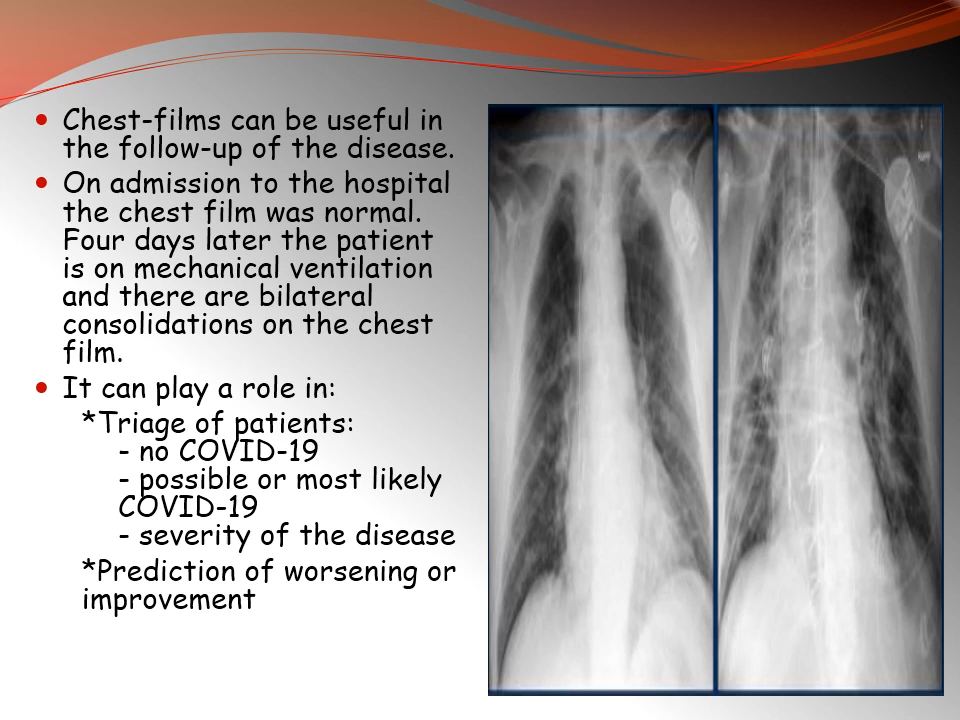 Chest-films can be useful in
the follow-up of the disease.
On admission to the hospital
the chest film was normal.
Four days later the patient
is on mechanical ventilation
and there are bilateral
consolidations on the chest
film.
It can play a role in:
*Triage of patients:
- no COVID-19
- possible or most likely
COVID-19
- severity of the disease
*Prediction of worsening or
improvement